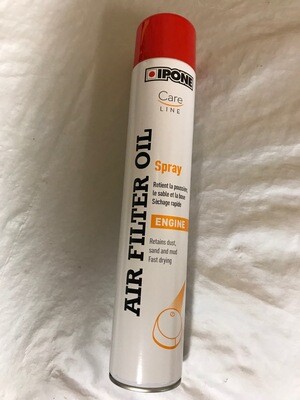 IPONE
Care
LINE
AIR FILTER OIL
Spray
Retient la poussière,
le sable et la boue
Séchage rapide
ENGINE
Retains dust,
sand and mud
Fast drying